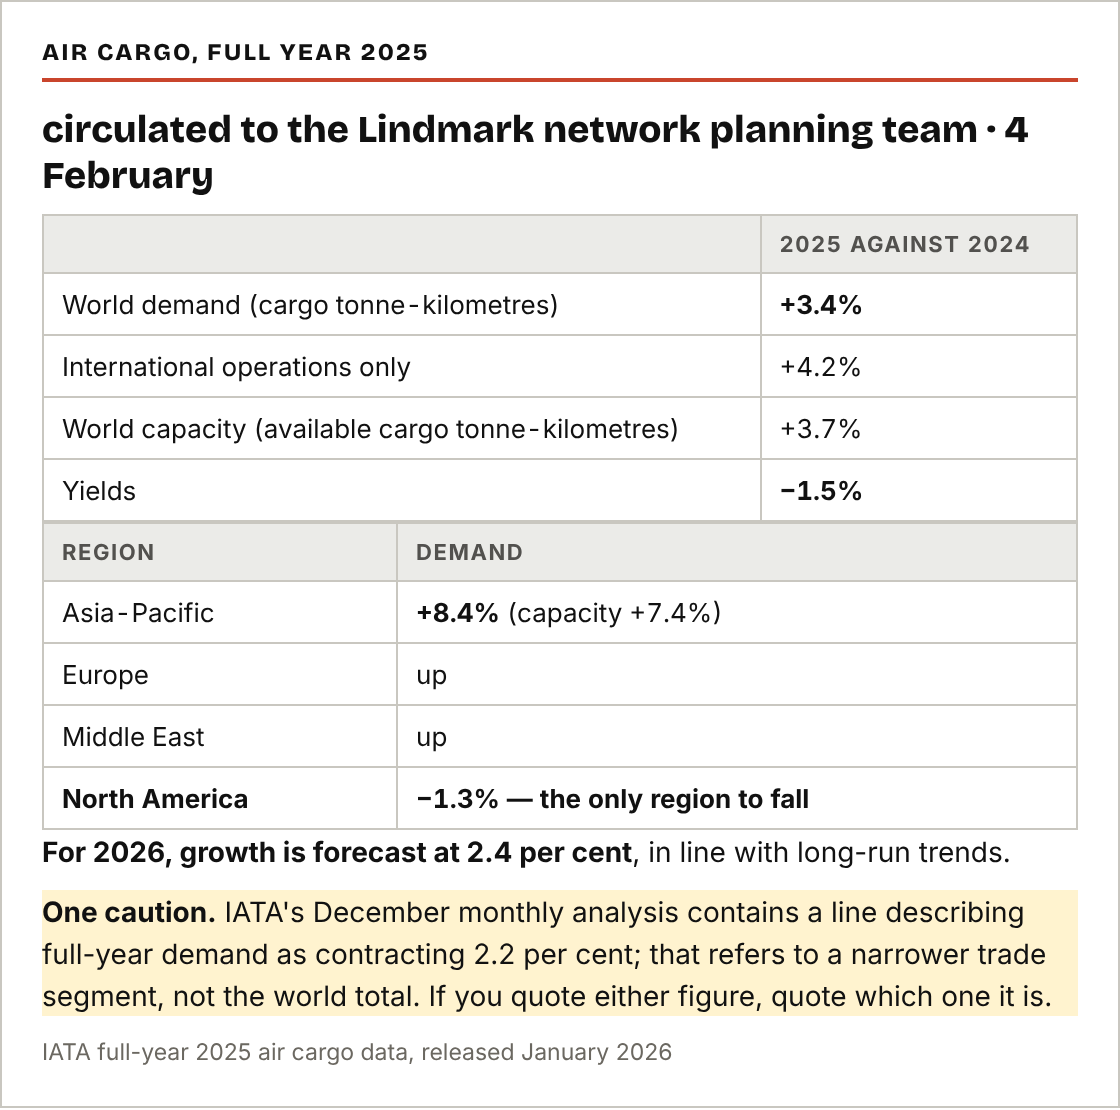 AIR CARGO, FULL YEAR 2025
circulated to the Lindmark network planning team · 4
February
2025 AGAINST 2024
World demand (cargo tonne-kilometres) +3.4%
International operations only +4.2%
World capacity (available cargo tonne-kilometres) +3.7%
Yields −1.5%
REGION DEMAND
Asia-Pacific +8.4% (capacity +7.4%)
Europe up
Middle East up
North America −1.3% — the only region to fall
For 2026, growth is forecast at 2.4 per cent, in line with long-run trends.
One caution. IATA's December monthly analysis contains a line describing
full-year demand as contracting 2.2 per cent; that refers to a narrower trade
segment, not the world total. If you quote either figure, quote which one it is.
IATA full-year 2025 air cargo data, released January 2026